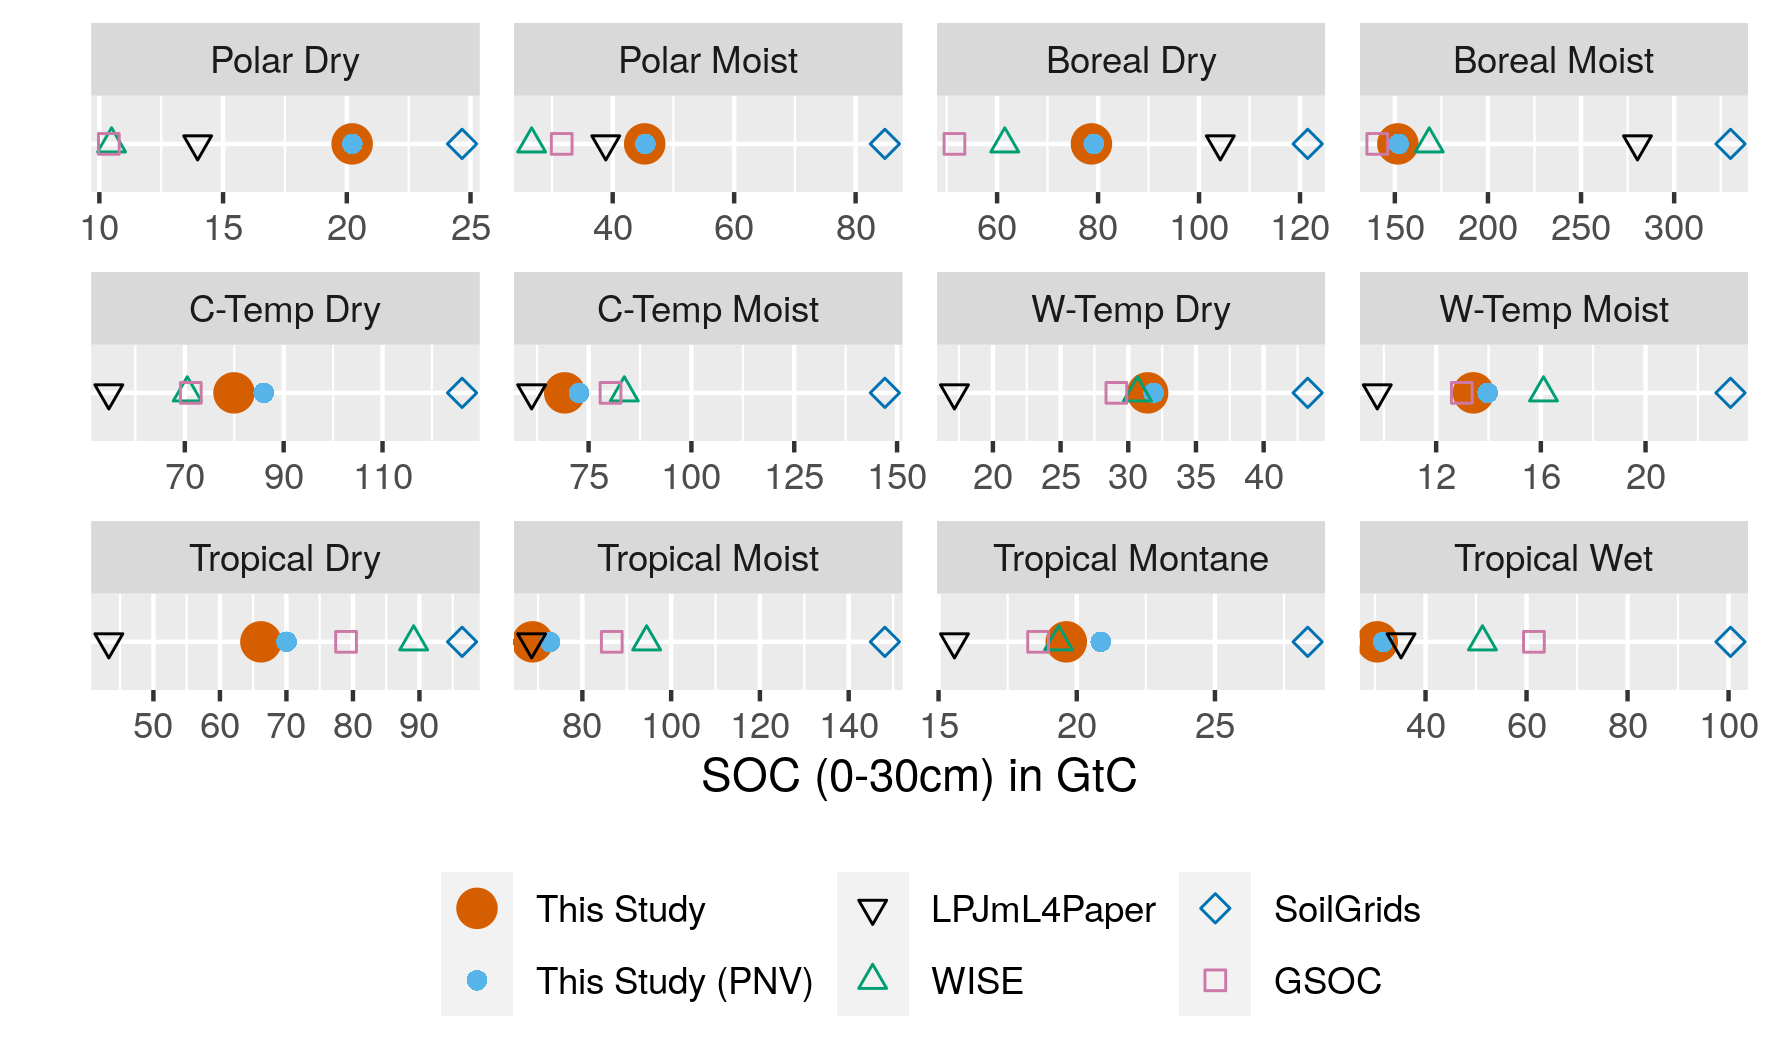 Polar Dry Polar Moist Boreal Dry Boreal Moist
10 15 20 25 40 60 80 60 80 100 120 150 200 250 300
C-Temp Dry C-Temp Moist W-Temp Dry W-Temp Moist
70 90 110 75 100 125 150 20 25 30 35 40 12 16 20
Tropical Dry Tropical Moist Tropical Montane Tropical Wet
50 60 70 80 90 80 100 120 140 15 20 25 40 60 80 100
SOC (0-30cm) in GtC
This Study LPJmL4Paper SoilGrids
This Study (PNV) WISE GSOC